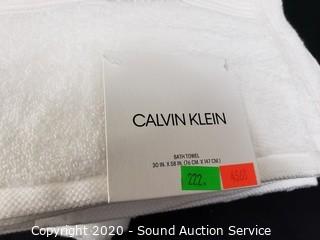 CALVIN KLEIN
BATH TOWEL
30 IN. X 58 IN. (76 CM. X 147 CM.)
222
Copyright 2020 - Sound Auction Service